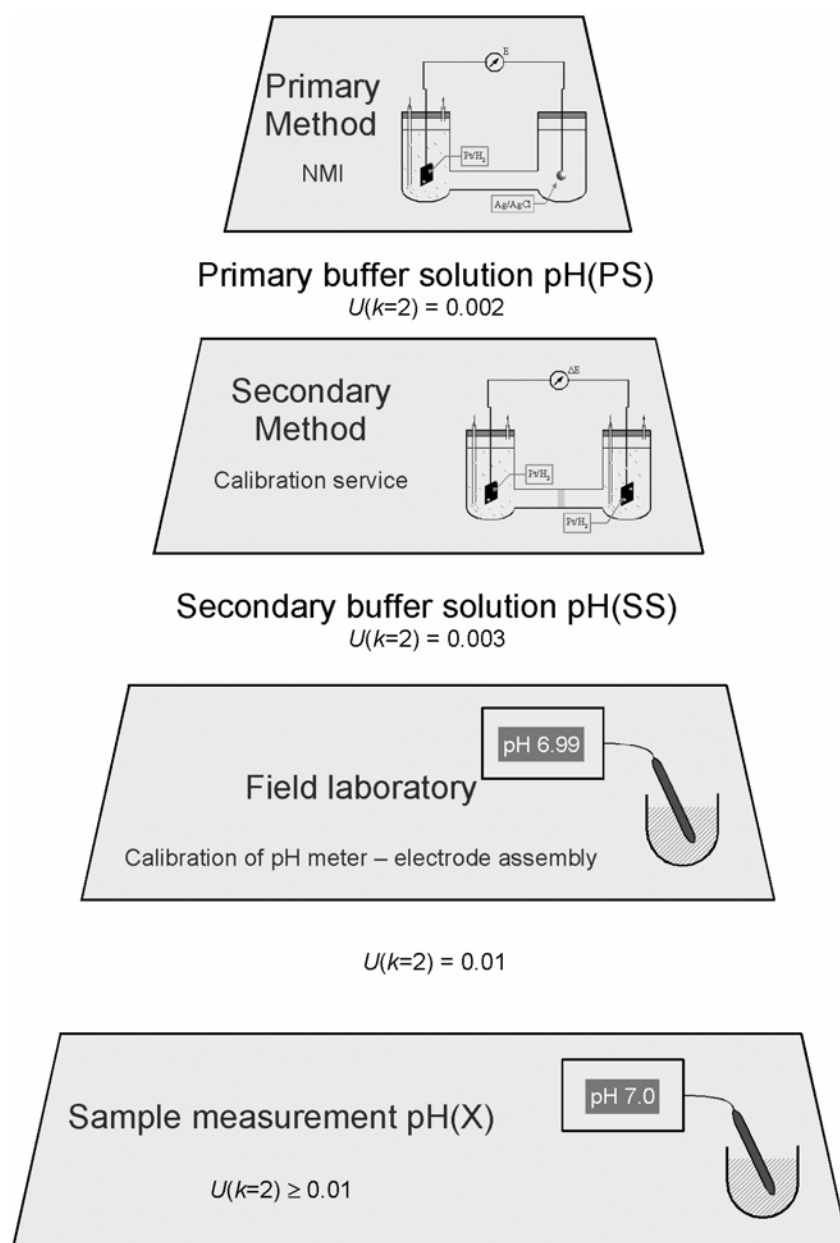 E
Primary
Method
NMI
Pt/H₂
Ag/AgCl
Primary buffer solution pH(PS)
U(k=2) = 0.002
ΔE
Secondary
Method
Calibration service
Pt/H₂
Pt/H₂
Secondary buffer solution pH(SS)
U(k=2) = 0.003
pH 6.99
Field laboratory
Calibration of pH meter – electrode assembly
U(k=2) = 0.01
pH 7.0
Sample measurement pH(X)
U(k=2) ≥ 0.01